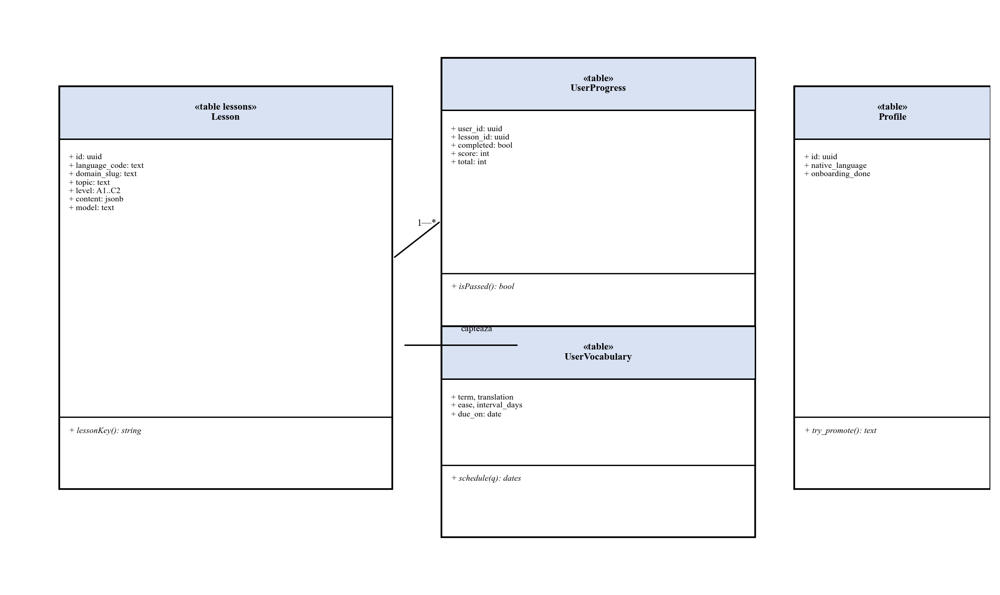 «table lessons»
Lesson
+ id: uuid
+ language_code: text
+ domain_slug: text
+ topic: text
+ level: A1..C2
+ content: jsonb
+ model: text
+ lessonKey(): string
1—*
«table»
UserProgress
+ user_id: uuid
+ lesson_id: uuid
+ completed: bool
+ score: int
+ total: int
+ isPassed(): bool
capteaza
«table»
UserVocabulary
+ term, translation
+ ease, interval_days
+ due_on: date
+ schedule(q): dates
«table»
Profile
+ id: uuid
+ native_language
+ onboarding_done
+ try_promote(): text